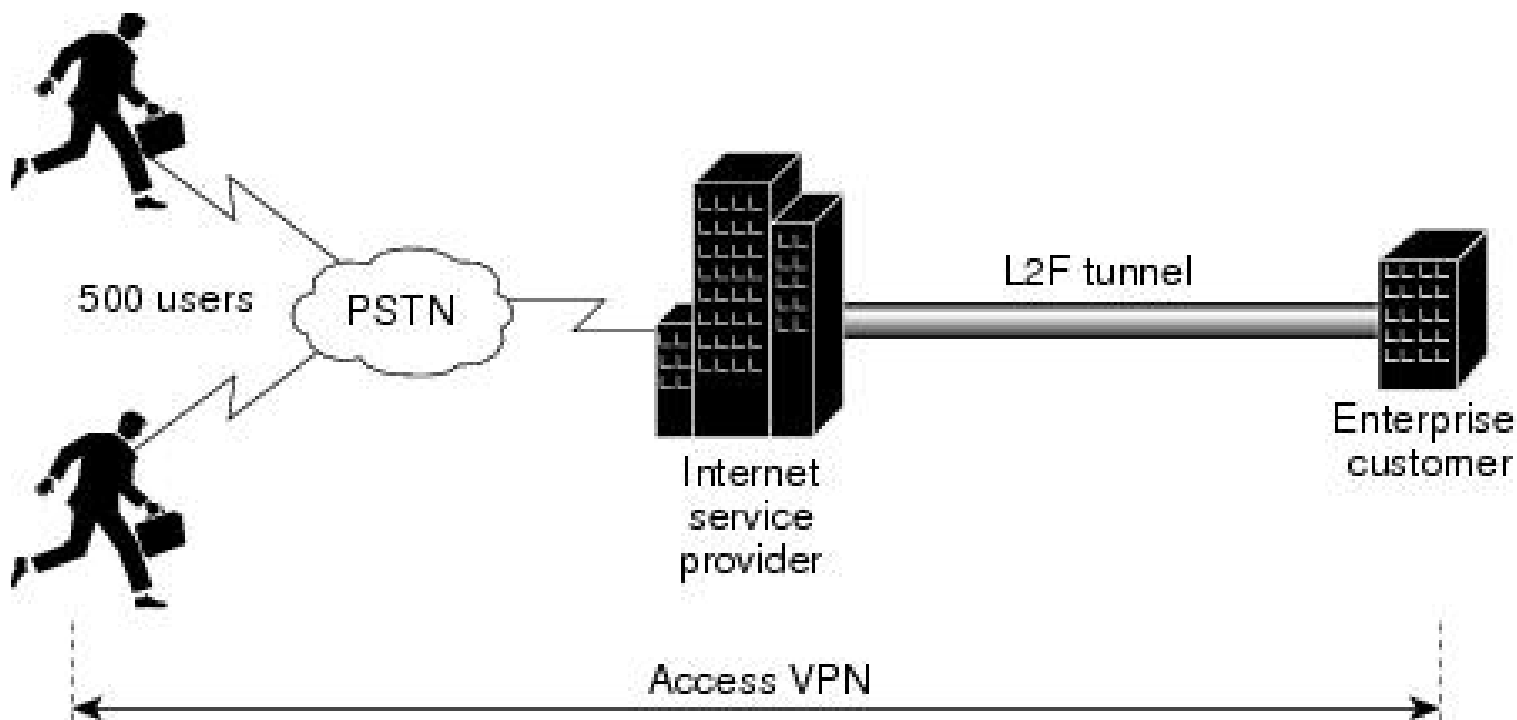 500 users
PSTN
L2F tunnel
Internet
service
provider
Enterprise
customer
Access VPN